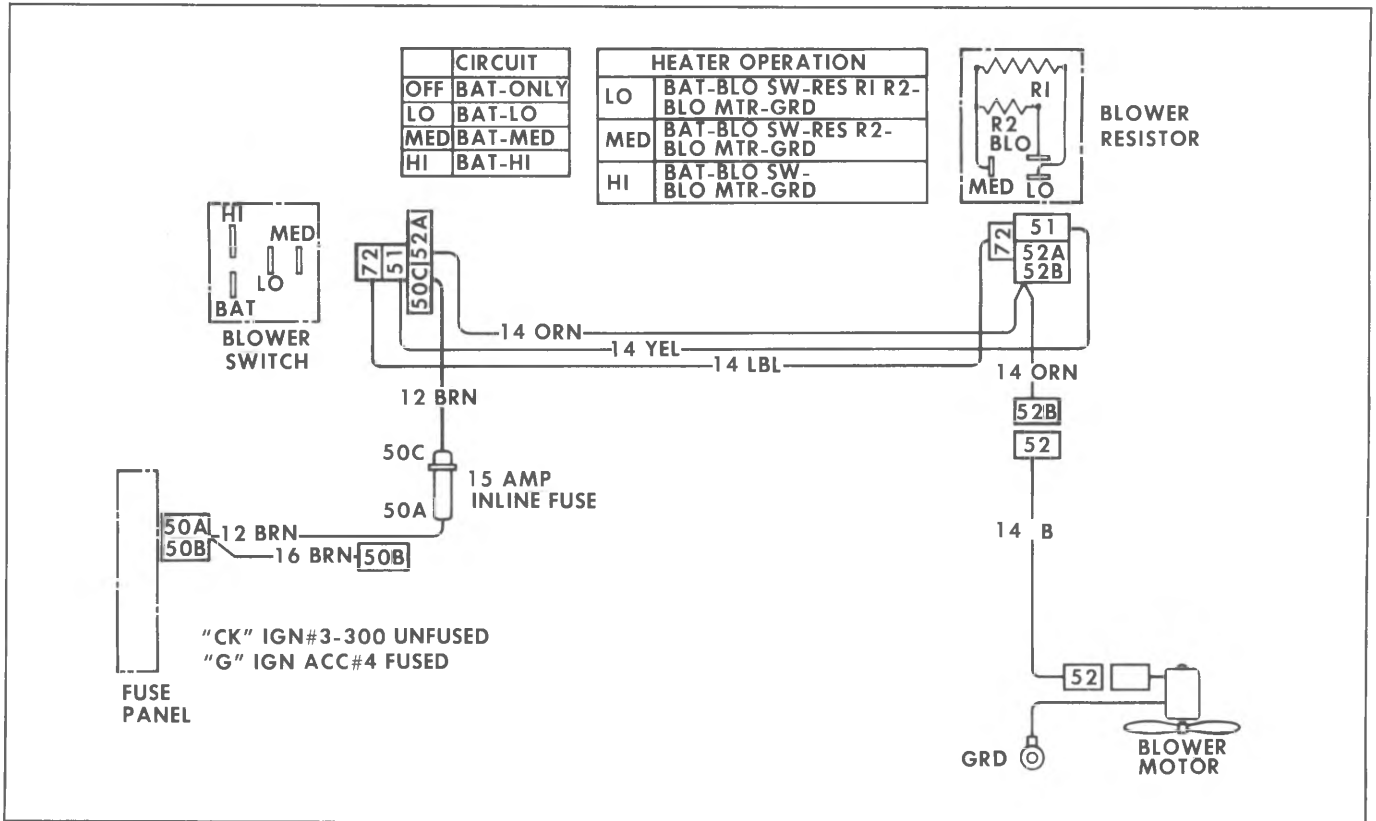 CIRCUIT
OFF BAT-ONLY
LO BAT-LO
MED BAT-MED
HI BAT-HI
HEATER OPERATION
LO BAT-BLO SW-RES R1 R2-
BLO MTR-GRD
MED BAT-BLO SW-RES R2-
BLO MTR-GRD
HI BAT-BLO SW-
BLO MTR-GRD
R1
R2
BLO
MED
LO
BLOWER
RESISTOR
HI
MED
LO
BAT
BLOWER
SWITCH
72
51
52A
50C
72
51
52A
52B
14 ORN
14 YEL
14 LBL
14 ORN
12 BRN
52B
52
50C
15 AMP
INLINE FUSE
50A
50A
50B
12 BRN
16 BRN
50B
14 B
"CK" IGN#3-300 UNFUSED
"G" IGN ACC#4 FUSED
FUSE
PANEL
52
GRD
BLOWER
MOTOR